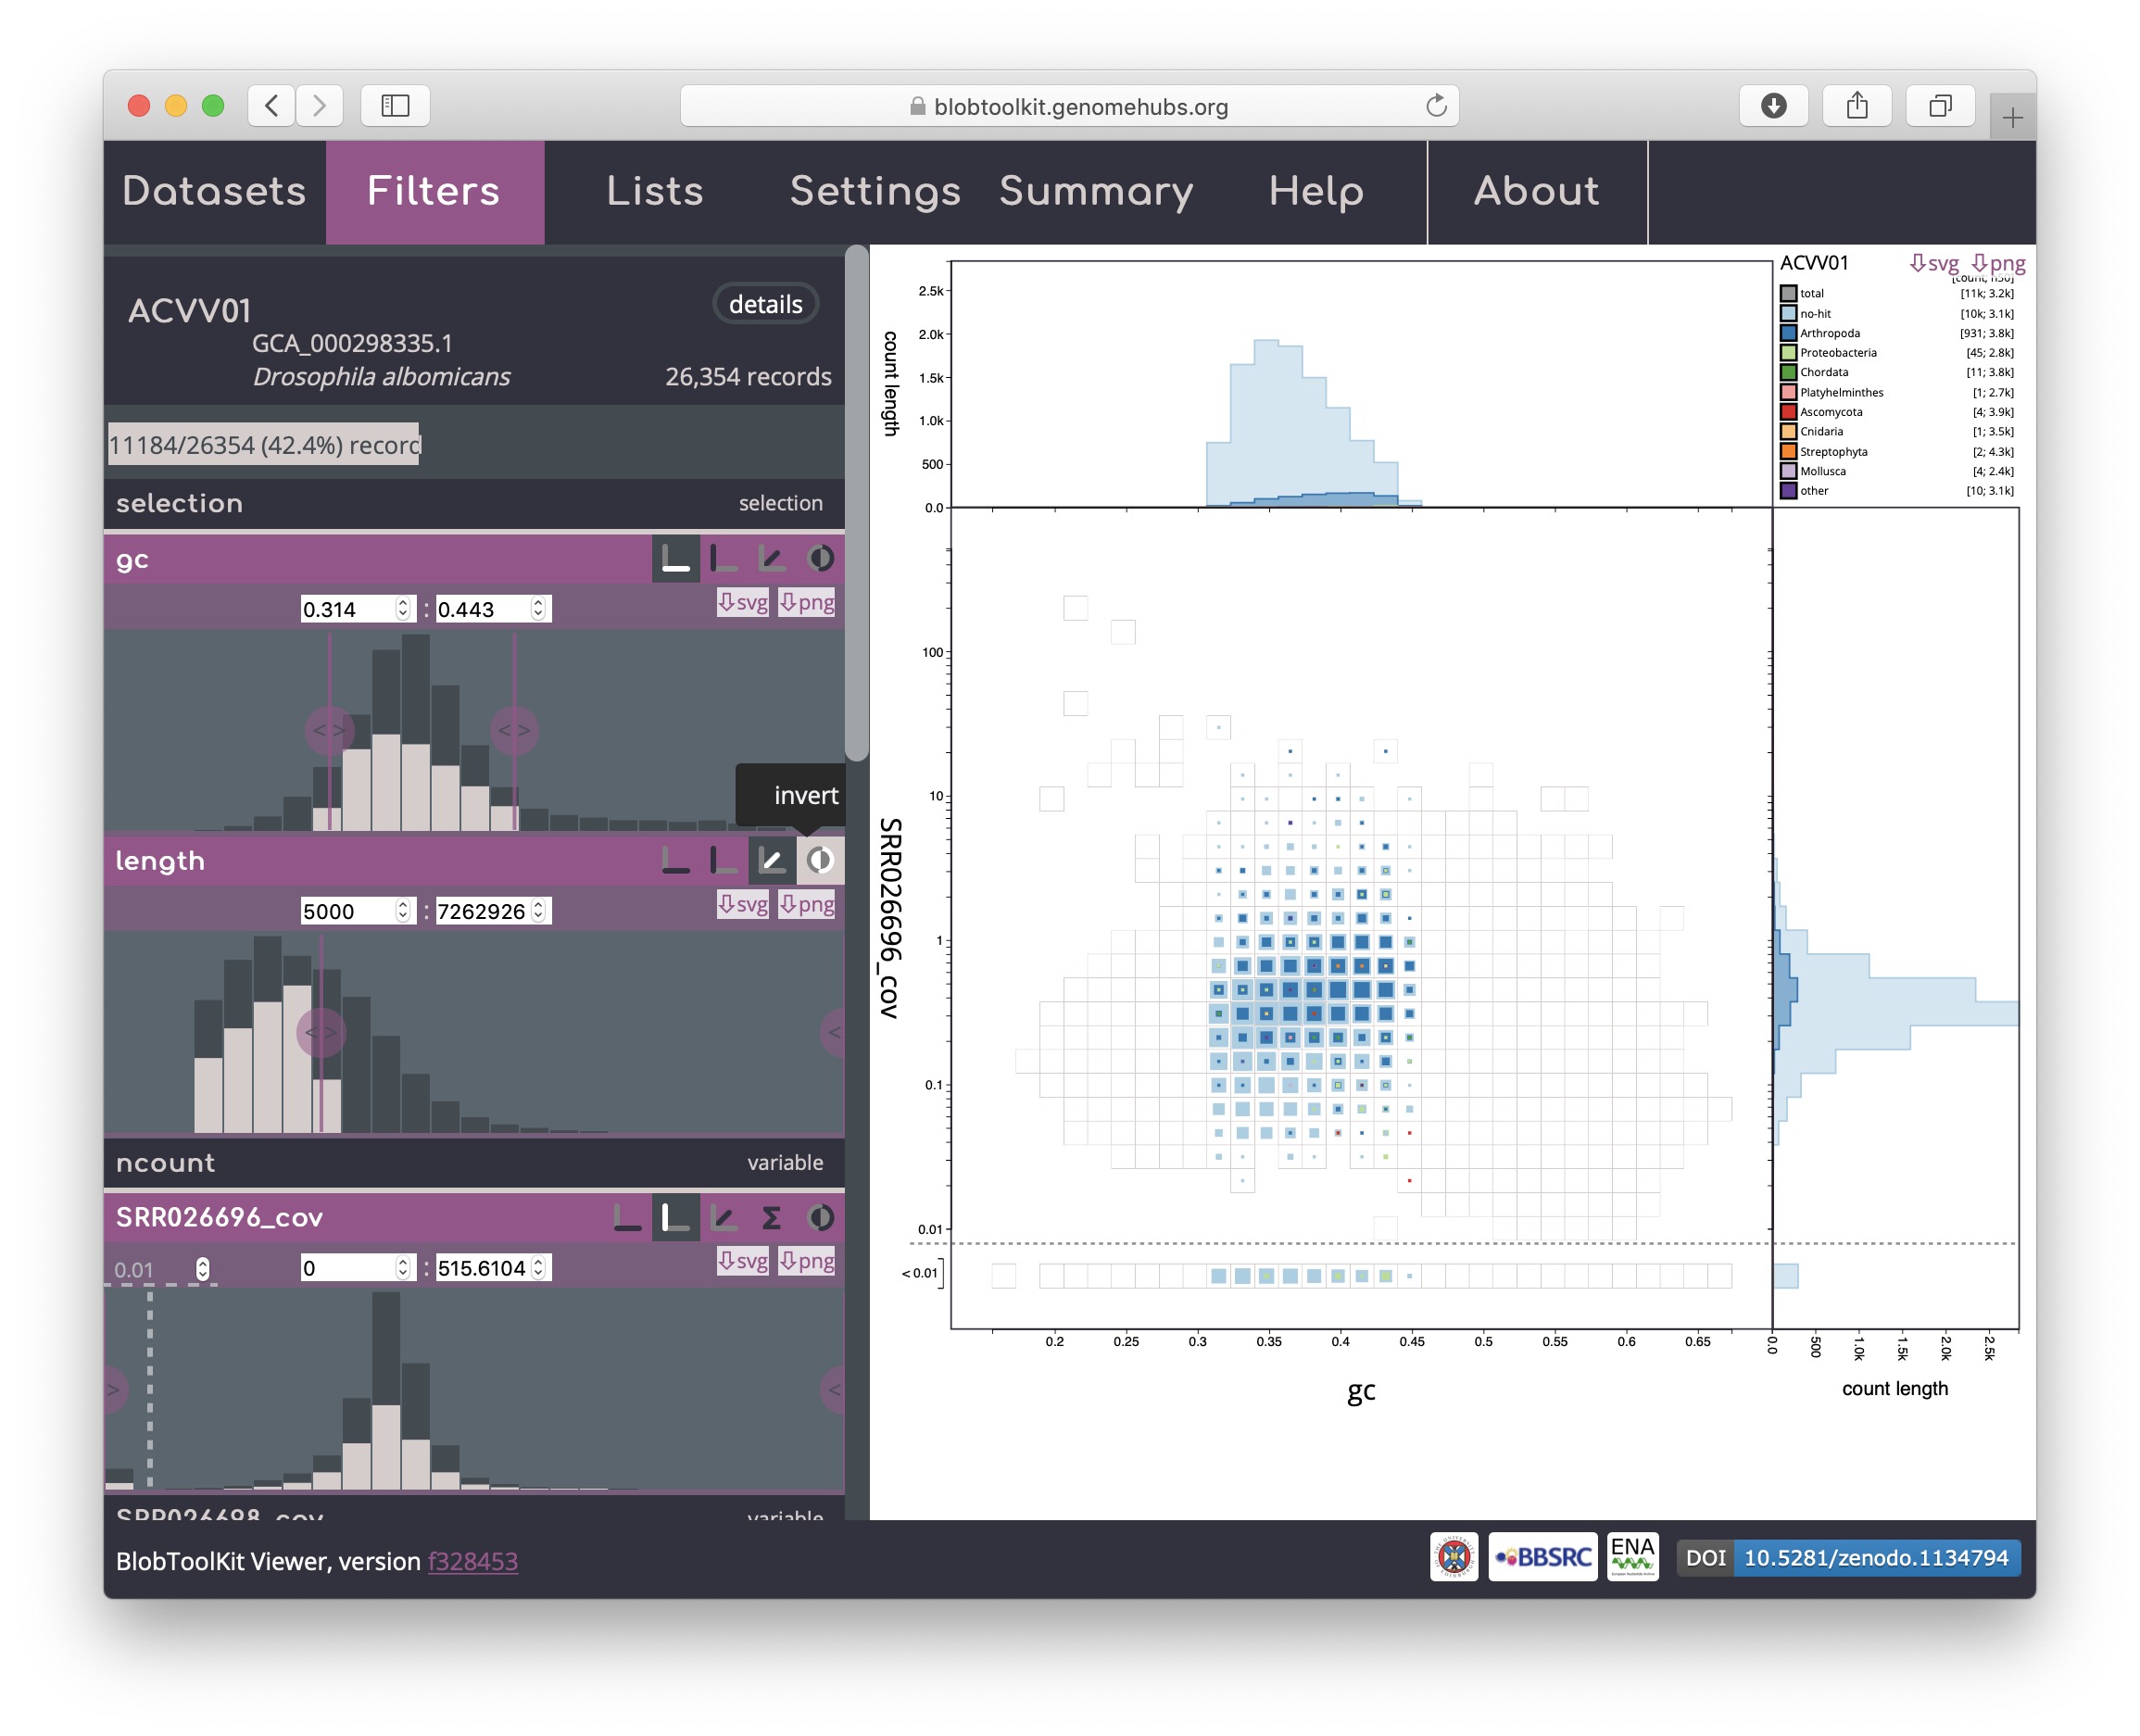 blobtoolkit.genomehubs.org
Datasets Filters Lists Settings Summary Help About
ACVV01 details
GCA_000298335.1
Drosophila albomicans 26,354 records
11184/26354 (42.4%) record
selection selection
gc
0.314 : 0.443 svg png
invert
length
5000 : 7262926 svg png
ncount variable
SRR026696_cov Σ
0.01 0 : 515.6104 svg png
SRR026698_cov variable
ACVV01 svg png
[count; n50]
total [11k; 3.2k]
no-hit [10k; 3.1k]
Arthropoda [931; 3.8k]
Proteobacteria [45; 2.8k]
Chordata [11; 3.8k]
Platyhelminthes [1; 2.7k]
Ascomycota [4; 3.9k]
Cnidaria [1; 3.5k]
Streptophyta [2; 4.3k]
Mollusca [4; 2.4k]
other [10; 3.1k]
count length
2.5k
2.0k
1.5k
1.0k
500
0.0
SRR026696_cov
100
10
1
0.1
0.01
< 0.01
0.2 0.25 0.3 0.35 0.4 0.45 0.5 0.55 0.6 0.65
gc
0.0 500 1.0k 1.5k 2.0k 2.5k
count length
BlobToolKit Viewer, version f328453
BBSRC
ENA
DOI 10.5281/zenodo.1134794